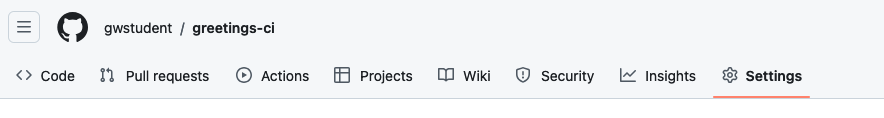 gwstudent / greetings-ci
Code Pull requests Actions Projects Wiki Security Insights Settings